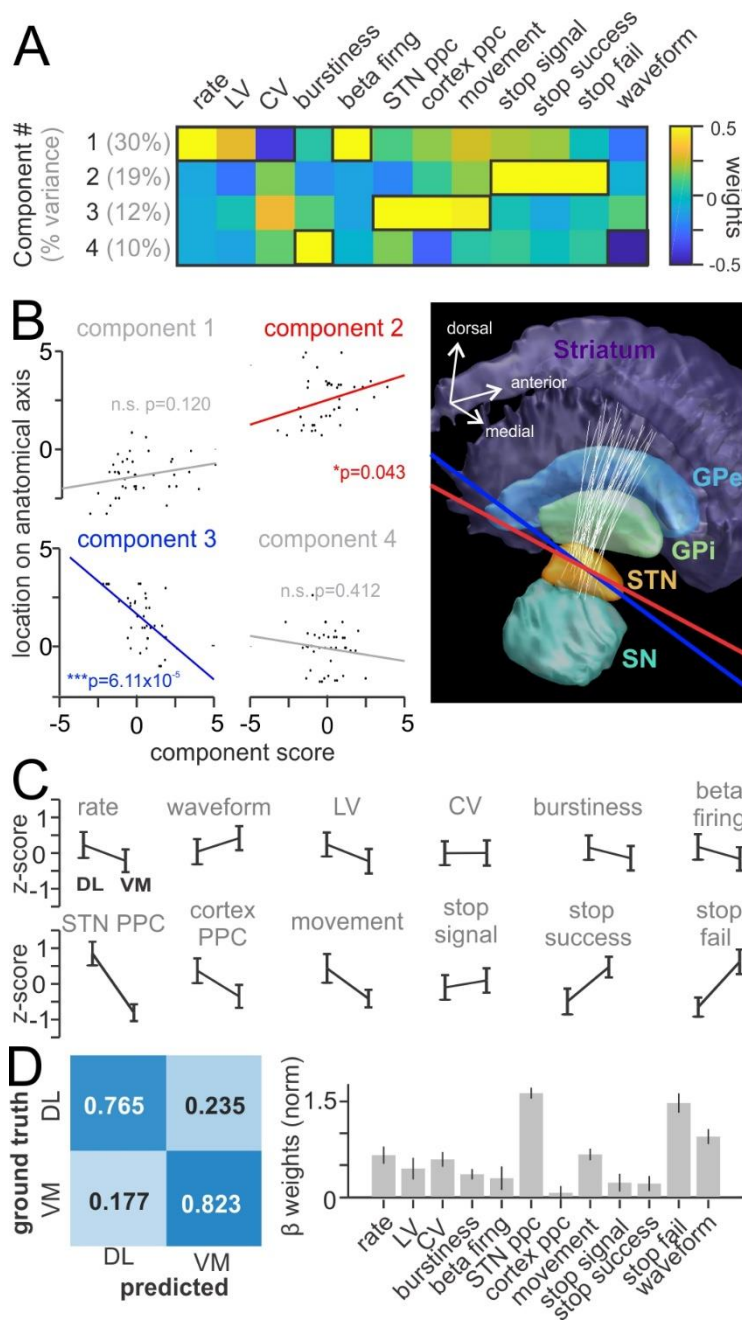 A
rate
LV
CV
burstiness
beta firng
STN ppc
cortex ppc
movement
stop signal
stop success
stop fail
waveform
Component #
(% variance)
1 (30%)
2 (19%)
3 (12%)
4 (10%)
0.5
0
-0.5
weights
B
component 1
component 2
n.s. p=0.120
*p=0.043
component 3
component 4
n.s. p=0.412
***p=6.11x10⁻⁵
location on anatomical axis
5
0
5
0
-5 0 5
-5 0 5
component score
dorsal
anterior
medial
Striatum
GPe
GPi
STN
SN
C
rate
waveform
LV
CV
burstiness
beta
firing
z-score
1
0
-1
DL VM
STN PPC
cortex
PPC
movement
stop
signal
stop
success
stop
fail
z-score
1
0
-1
D
ground truth
DL
VM
0.765 0.235
0.177 0.823
DL VM
predicted
β weights (norm)
1.5
0
rate
LV
CV
burstiness
beta firng
STN ppc
cortex ppc
movement
stop signal
stop success
stop fail
waveform